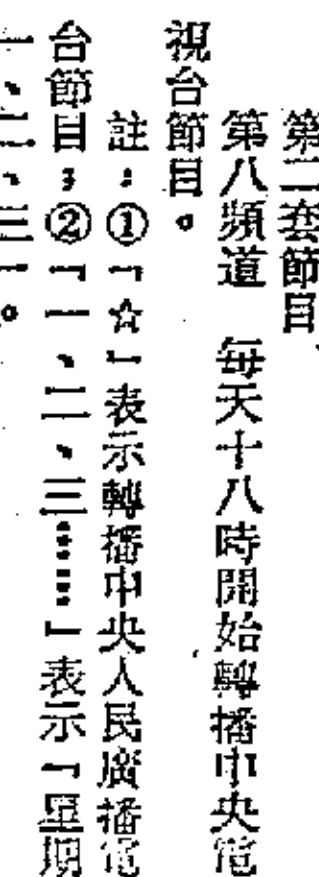 第二套節目。
第八頻道　每天十八時開始轉播中央電
視台節目。
註：①「☆」表示轉播中央人民廣播電
台節目；②「一、二、三……」表示「星期
一、二、三」。